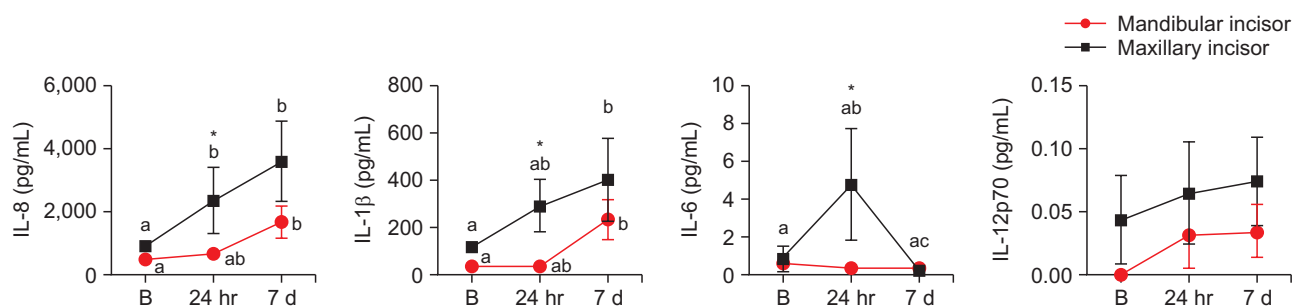 Mandibular incisor
Maxillary incisor
IL-8 (pg/mL)
6,000
4,000
2,000
0
a
a
*
b
ab
b
b
B
24 hr
7 d
IL-1β (pg/mL)
800
600
400
200
0
a
a
*
ab
ab
b
b
B
24 hr
7 d
IL-6 (pg/mL)
10
8
6
4
2
0
a
*
ab
ac
B
24 hr
7 d
IL-12p70 (pg/mL)
0.15
0.10
0.05
0.00
B
24 hr
7 d